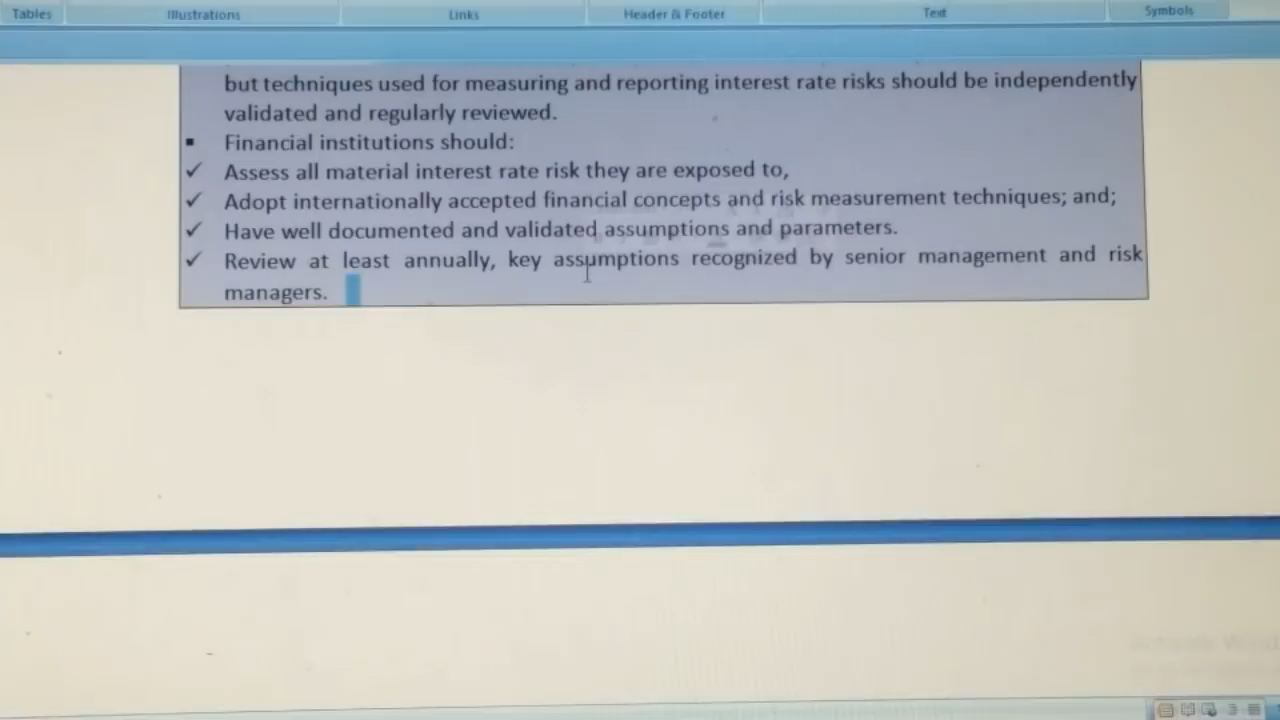 Tables Illustrations Links Header & Footer Text Symbols
but techniques used for measuring and reporting interest rate risks should be independently
validated and regularly reviewed.
▪ Financial institutions should:
✓ Assess all material interest rate risk they are exposed to,
✓ Adopt internationally accepted financial concepts and risk measurement techniques; and;
✓ Have well documented and validated assumptions and parameters.
✓ Review at least annually, key assumptions recognized by senior management and risk
managers.